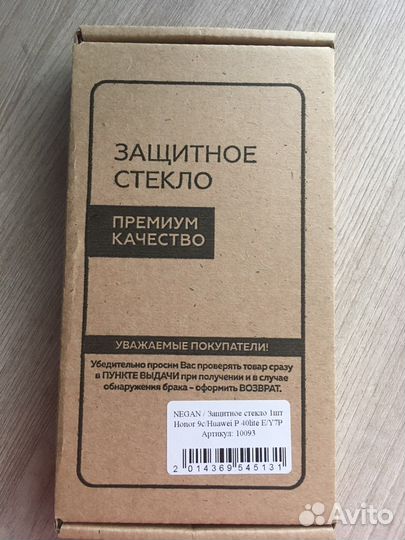 ЗАЩИТНОЕ
СТЕКЛО
ПРЕМИУМ
КАЧЕСТВО
УВАЖАЕМЫЕ ПОКУПАТЕЛИ!
Убедительно просим Вас проверять товар сразу
в ПУНКТЕ ВЫДАЧИ при получении и в случае
обнаружения брака – оформить ВОЗВРАТ.
NEGAN / Защитное стекло 1шт
Honor 9c/Huawei P 40lite E/Y7P
Артикул: 10093
2 014369 545131
Avito